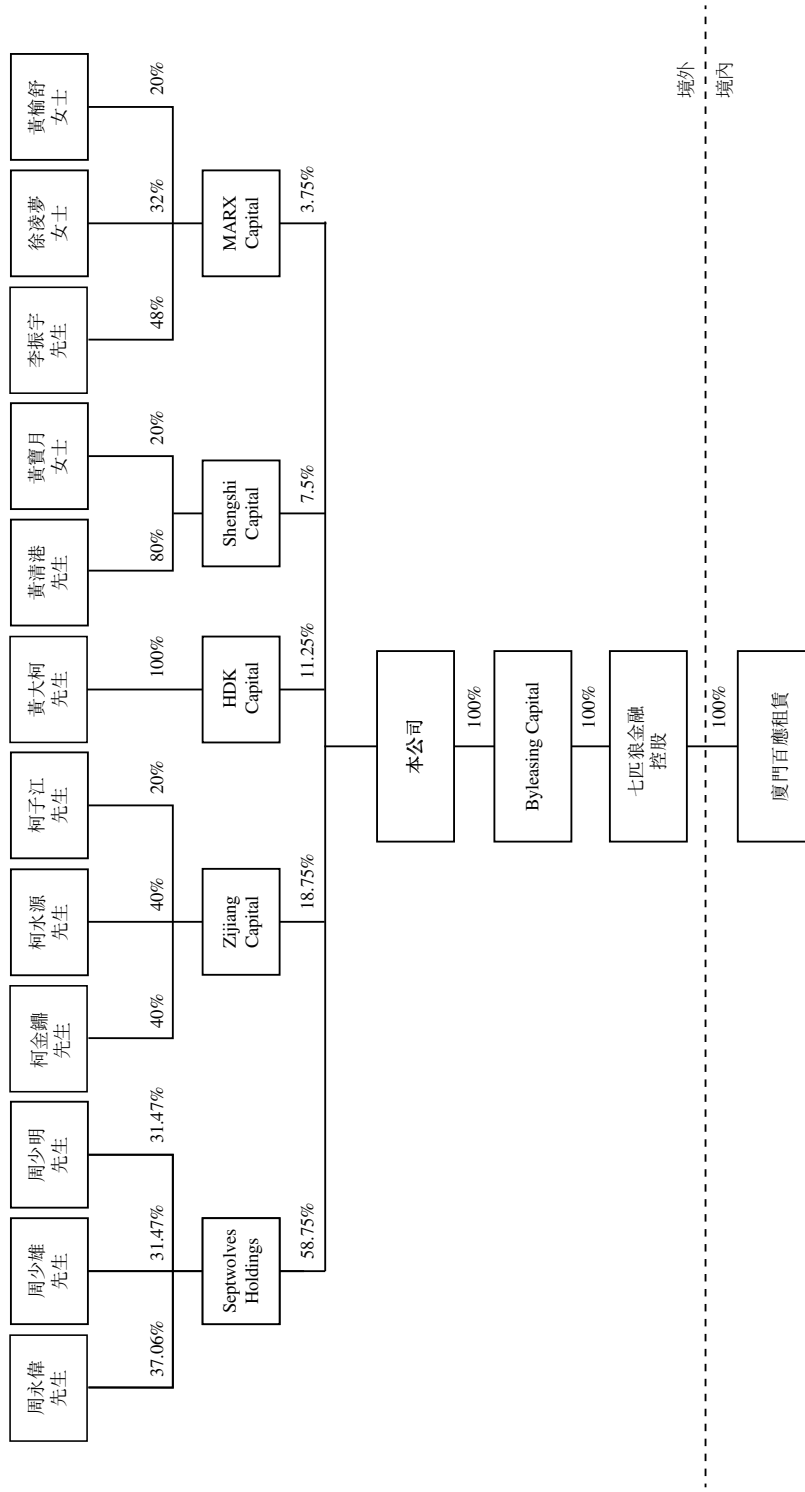 周永偉
先生
周少雄
先生
周少明
先生
柯金鐤
先生
柯水源
先生
柯子江
先生
黃大柯
先生
黃清港
先生
黃寶月
女士
李振宇
先生
徐凌夢
女士
黃榆舒
女士
37.06%
31.47%
31.47%
40%
40%
20%
100%
80%
20%
48%
32%
20%
Septwolves
Holdings
Zijiang
Capital
HDK
Capital
Shengshi
Capital
MARX
Capital
58.75%
18.75%
11.25%
7.5%
3.75%
本公司
100%
Byleasing Capital
100%
七匹狼金融
控股
境外
境內
100%
廈門百應租賃